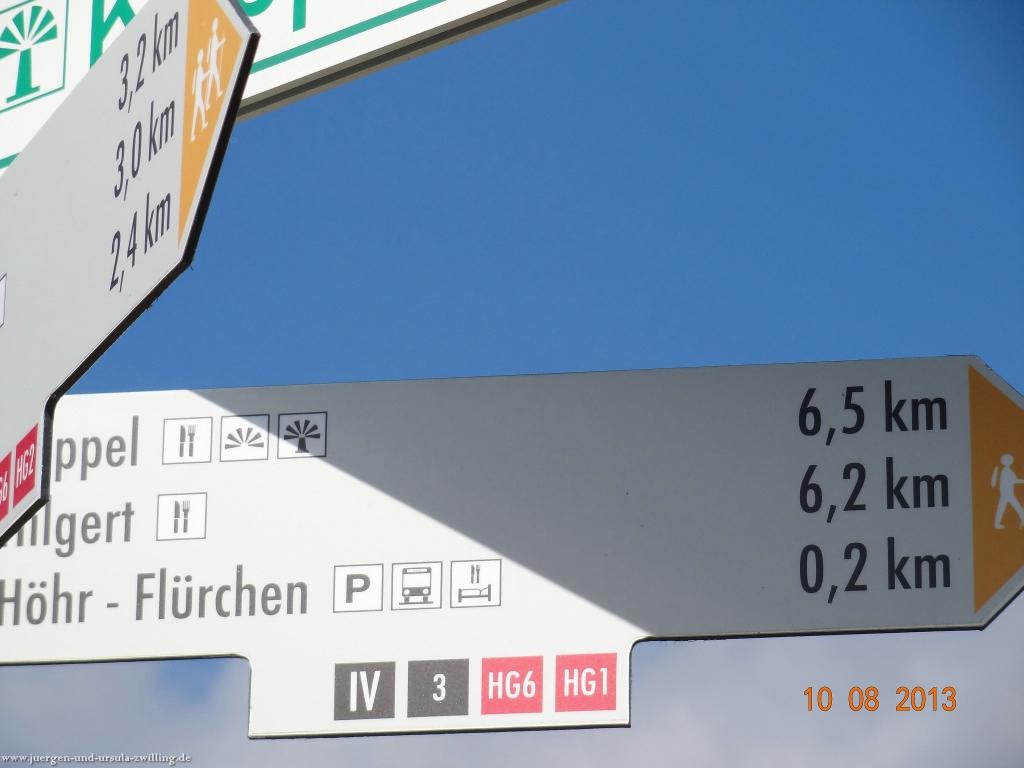 3,2 km
3,0 km
2,4 km
HG2
ppel 6,5 km
ilgert 6,2 km
Höhr - Flürchen P 0,2 km
IV 3 HG6 HG1
10 08 2013
www.juergen-und-ursula-zwilling.de